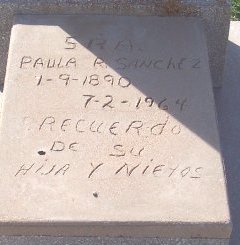 SRA.
PAULA R. SANCHEZ
1-9-1890
7-2-1964
RECUERDO
DE SU
HIJA Y NIETOS